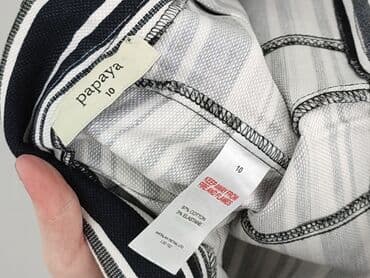 papaya
10
10
KEEP AWAY FROM
FIRE AND FLAMES
97% COTTON
3% ELASTANE